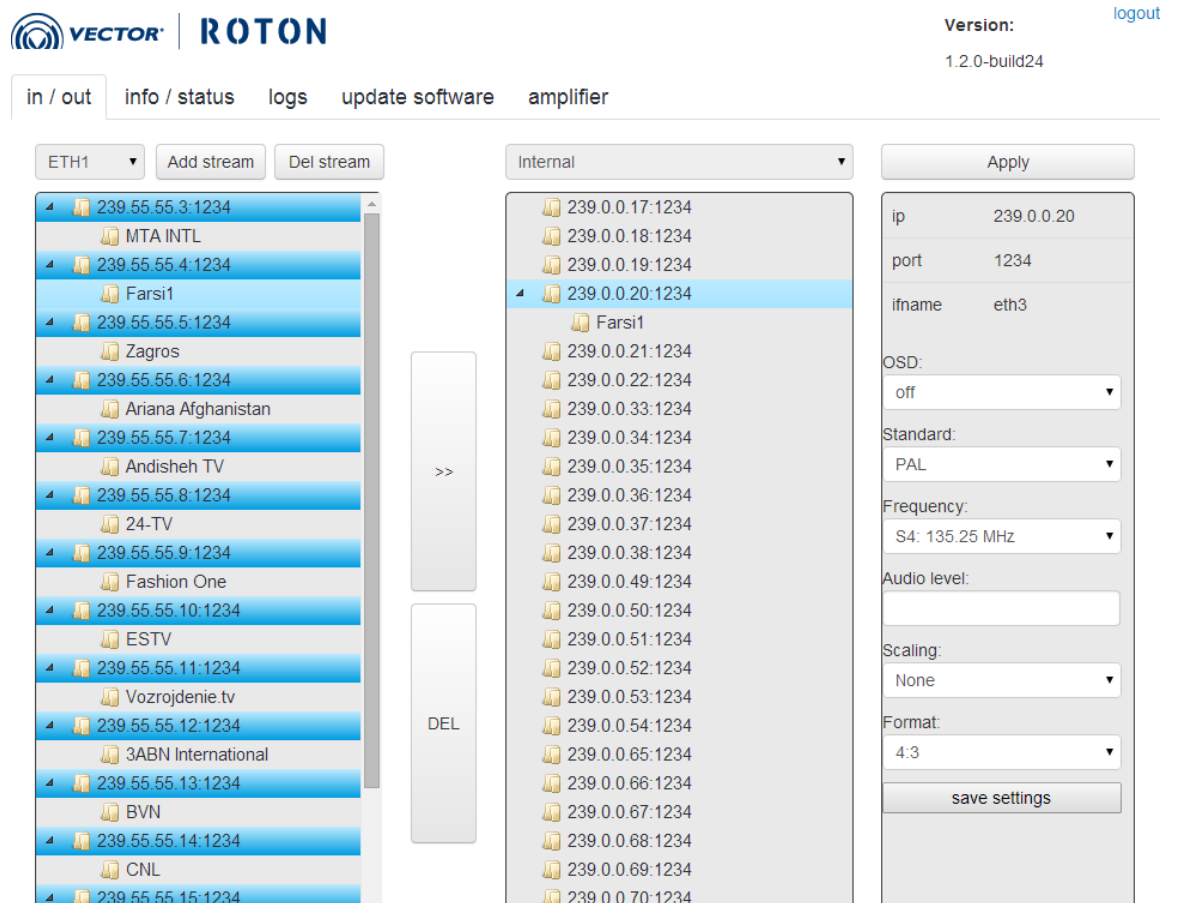 VECTOR ROTON
Version:
logout
1.2.0-build24
in / out info / status logs update software amplifier
ETH1 Add stream Del stream
239.55.55.3:1234
MTA INTL
239.55.55.4:1234
Farsi1
239.55.55.5:1234
Zagros
239.55.55.6:1234
Ariana Afghanistan
239.55.55.7:1234
Andisheh TV
239.55.55.8:1234
24-TV
239.55.55.9:1234
Fashion One
239.55.55.10:1234
ESTV
239.55.55.11:1234
Vozrojdenie.tv
239.55.55.12:1234
3ABN International
239.55.55.13:1234
BVN
239.55.55.14:1234
CNL
239.55.55.15:1234
>>
DEL
Internal
239.0.0.17:1234
239.0.0.18:1234
239.0.0.19:1234
239.0.0.20:1234
Farsi1
239.0.0.21:1234
239.0.0.22:1234
239.0.0.33:1234
239.0.0.34:1234
239.0.0.35:1234
239.0.0.36:1234
239.0.0.37:1234
239.0.0.38:1234
239.0.0.49:1234
239.0.0.50:1234
239.0.0.51:1234
239.0.0.52:1234
239.0.0.53:1234
239.0.0.54:1234
239.0.0.65:1234
239.0.0.66:1234
239.0.0.67:1234
239.0.0.68:1234
239.0.0.69:1234
239.0.0.70:1234
Apply
ip 239.0.0.20
port 1234
ifname eth3
OSD:
off
Standard:
PAL
Frequency:
S4: 135.25 MHz
Audio level:
Scaling:
None
Format:
4:3
save settings